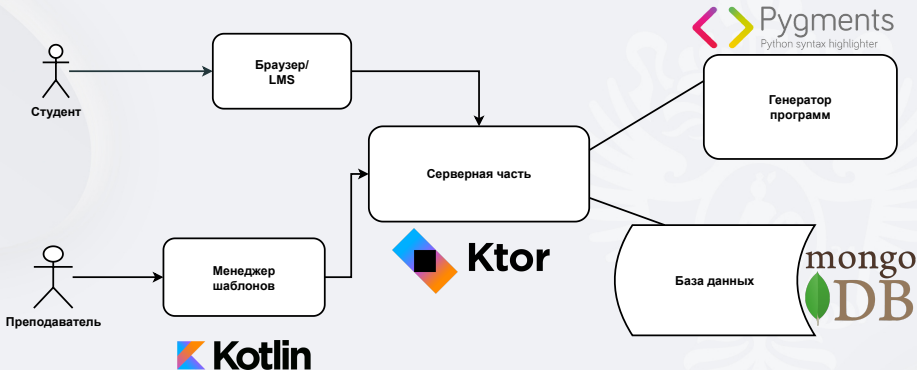 Pygments
Python syntax highlighter
Браузер/
LMS
Студент
Генератор
программ
Серверная часть
Ktor
Менеджер
шаблонов
Преподаватель
База данных
mongo
DB
Kotlin